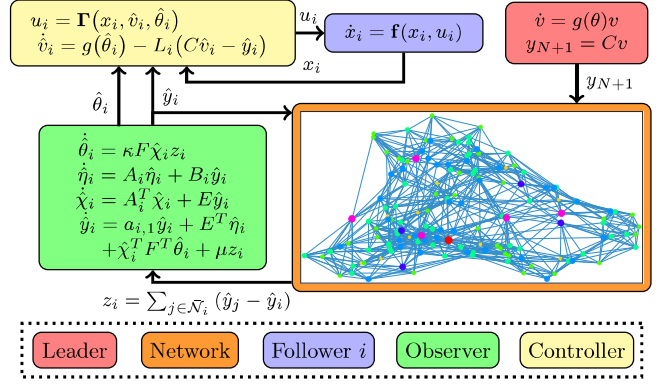 u_i = Γ(x_i, v̂_i, θ̂_i)
v̂̇_i = g(θ̂_i) − L_i(Cv̂_i − ŷ_i)
u_i
ẋ_i = f(x_i, u_i)
x_i
v̇ = g(θ)v
y_{N+1} = Cv
y_{N+1}
θ̂_i
ŷ_i
θ̂̇_i = κFχ̂_i z_i
η̂̇_i = A_i η̂_i + B_i ŷ_i
χ̂̇_i = A_i^T χ̂_i + Eŷ_i
ŷ̇_i = a_{i,1}ŷ_i + E^T η̂_i
+χ̂_i^T F^T θ̂_i + μz_i
z_i = ∑_{j∈N̄_i} (ŷ_j − ŷ_i)
Leader
Network
Follower i
Observer
Controller